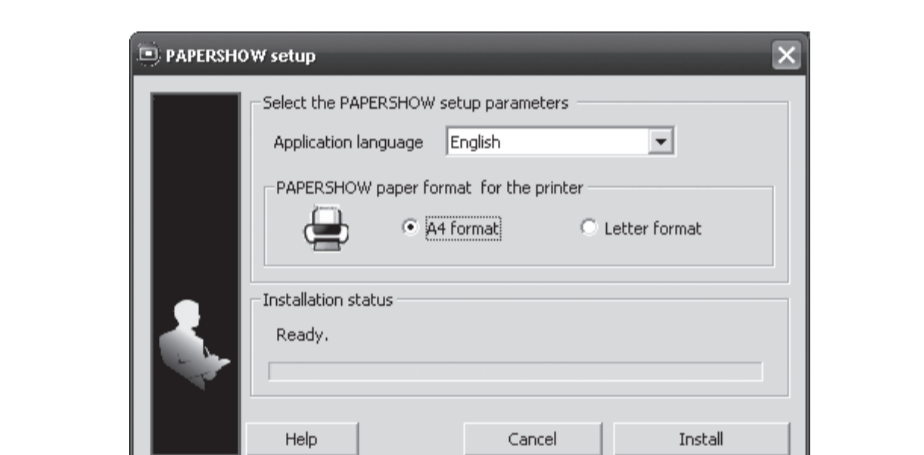 PAPERSHOW setup
Select the PAPERSHOW setup parameters
Application language English
PAPERSHOW paper format for the printer
A4 format Letter format
Installation status
Ready.
Help Cancel Install